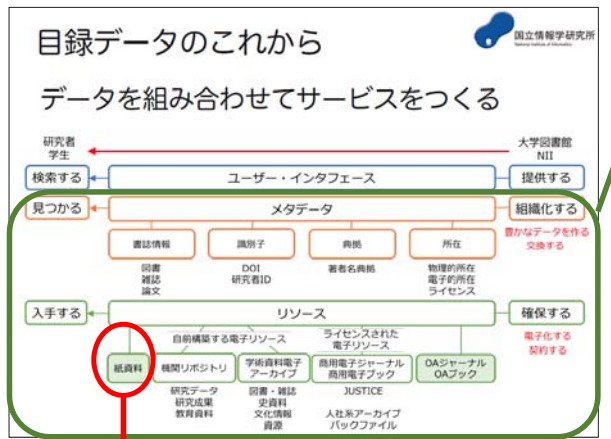 目録データのこれから
国立情報学研究所
National Institute of Informatics
データを組み合わせてサービスをつくる
研究者
学生
大学図書館
NII
検索する
ユーザー・インタフェース
提供する
見つかる
メタデータ
組織化する
豊かなデータを作る
交換する
書誌情報
識別子
典拠
所在
図書
雑誌
論文
DOI
研究者ID
著者名典拠
物理的所在
電子的所在
ライセンス
入手する
リソース
確保する
電子化する
契約する
自前構築する電子リソース
ライセンスされた
電子リソース
紙資料
機関リポジトリ
学術資料電子
アーカイブ
商用電子ジャーナル
商用電子ブック
OAジャーナル
OAブック
研究データ
研究成果
教育資料
図書・雑誌
史資料
文化情報
資源
JUSTICE
人社系アーカイブ
バックファイル